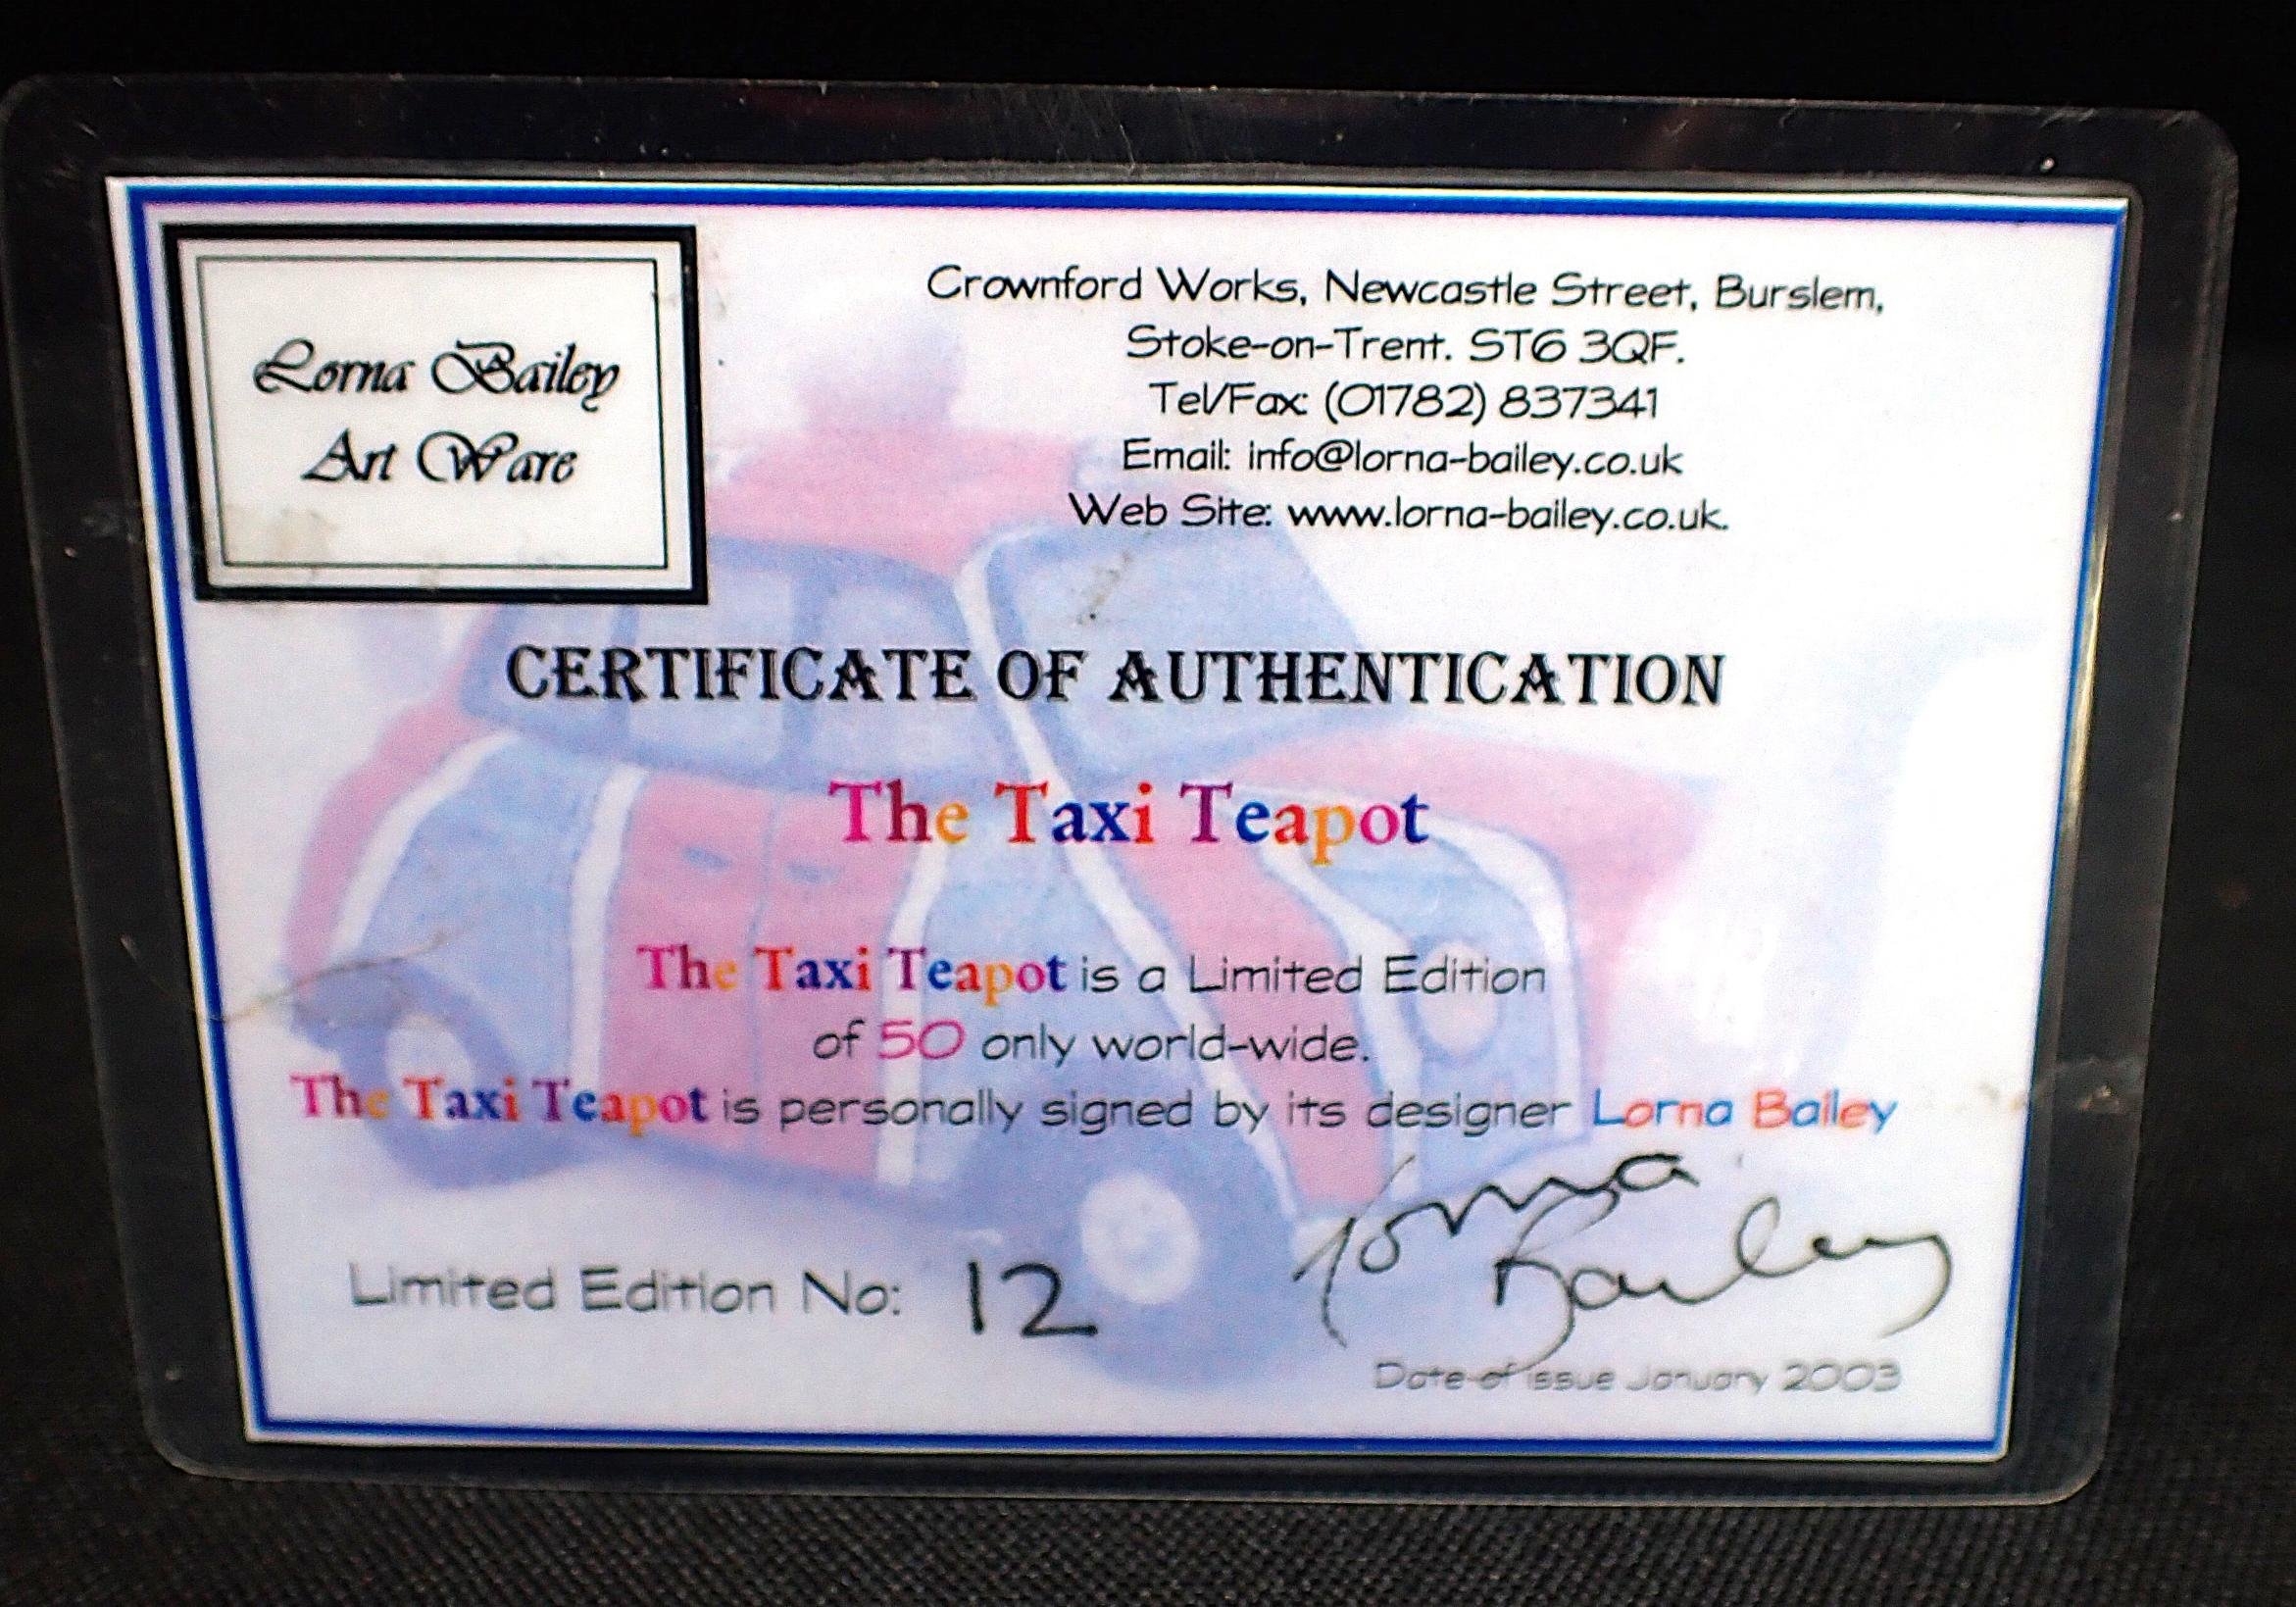 Lorna Bailey
Art Ware
Crownford Works, Newcastle Street, Burslem,
Stoke-on-Trent. ST6 3QF.
Tel/Fax: (01782) 837341
Email: info@lorna-bailey.co.uk
Web Site: www.lorna-bailey.co.uk.
CERTIFICATE OF AUTHENTICATION
The Taxi Teapot
The Taxi Teapot is a Limited Edition
of 50 only world-wide.
The Taxi Teapot is personally signed by its designer Lorna Bailey
Lorna
Bailey
Limited Edition No: 12
Date of issue January 2003